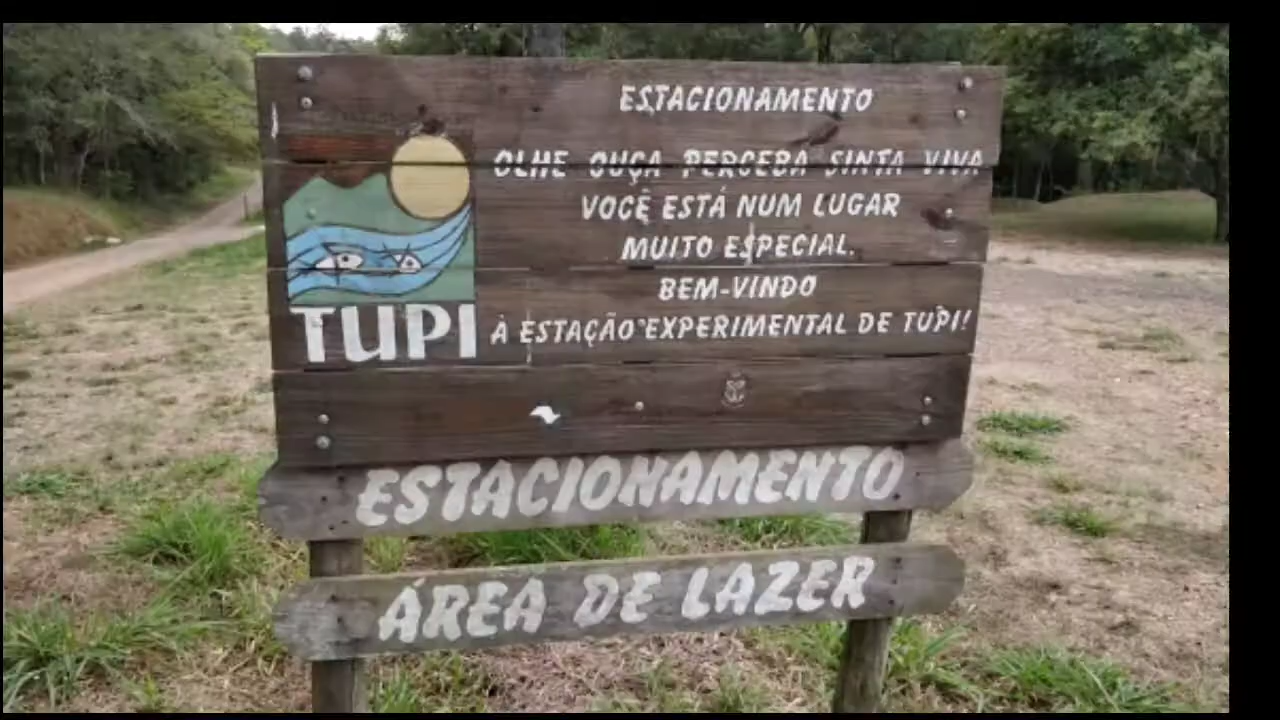 ESTACIONAMENTO
OLHE OUÇA PERCEBA SINTA VIVA
VOCÊ ESTÁ NUM LUGAR
MUITO ESPECIAL.
BEM-VINDO
À ESTAÇÃO EXPERIMENTAL DE TUPI!
TUPI
ESTACIONAMENTO
ÁREA DE LAZER